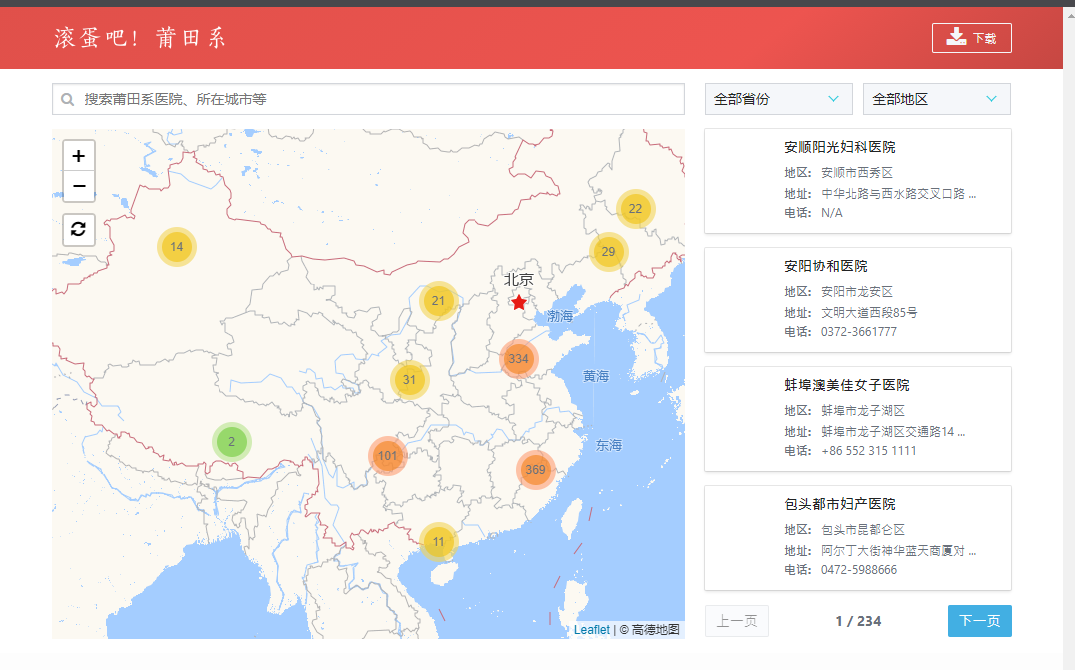 滚蛋吧! 莆田系
下载
搜索莆田系医院、所在城市等
全部省份
全部地区
+
−
14
22
29
21
北京
渤海
334
黄海
31
2
101
东海
369
11
Leaflet | © 高德地图
安顺阳光妇科医院
地区: 安顺市西秀区
地址: 中华北路与西水路交叉口路 ...
电话: N/A
安阳协和医院
地区: 安阳市龙安区
地址: 文明大道西段85号
电话: 0372-3661777
蚌埠澳美佳女子医院
地区: 蚌埠市龙子湖区
地址: 蚌埠市龙子湖区交通路14 ...
电话: +86 552 315 1111
包头都市妇产医院
地区: 包头市昆都仑区
地址: 阿尔丁大街神华蓝天商厦对 ...
电话: 0472-5988666
上一页
1 / 234
下一页